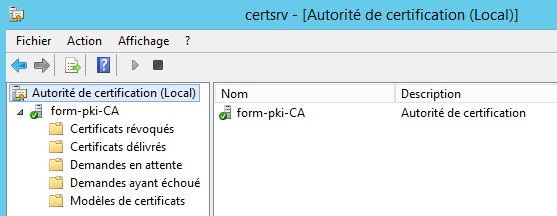 certsrv - [Autorité de certification (Local)]
Fichier Action Affichage ?
Autorité de certification (Local)
form-pki-CA
Certificats révoqués
Certificats délivrés
Demandes en attente
Demandes ayant échoué
Modèles de certificats
Nom Description
form-pki-CA Autorité de certification